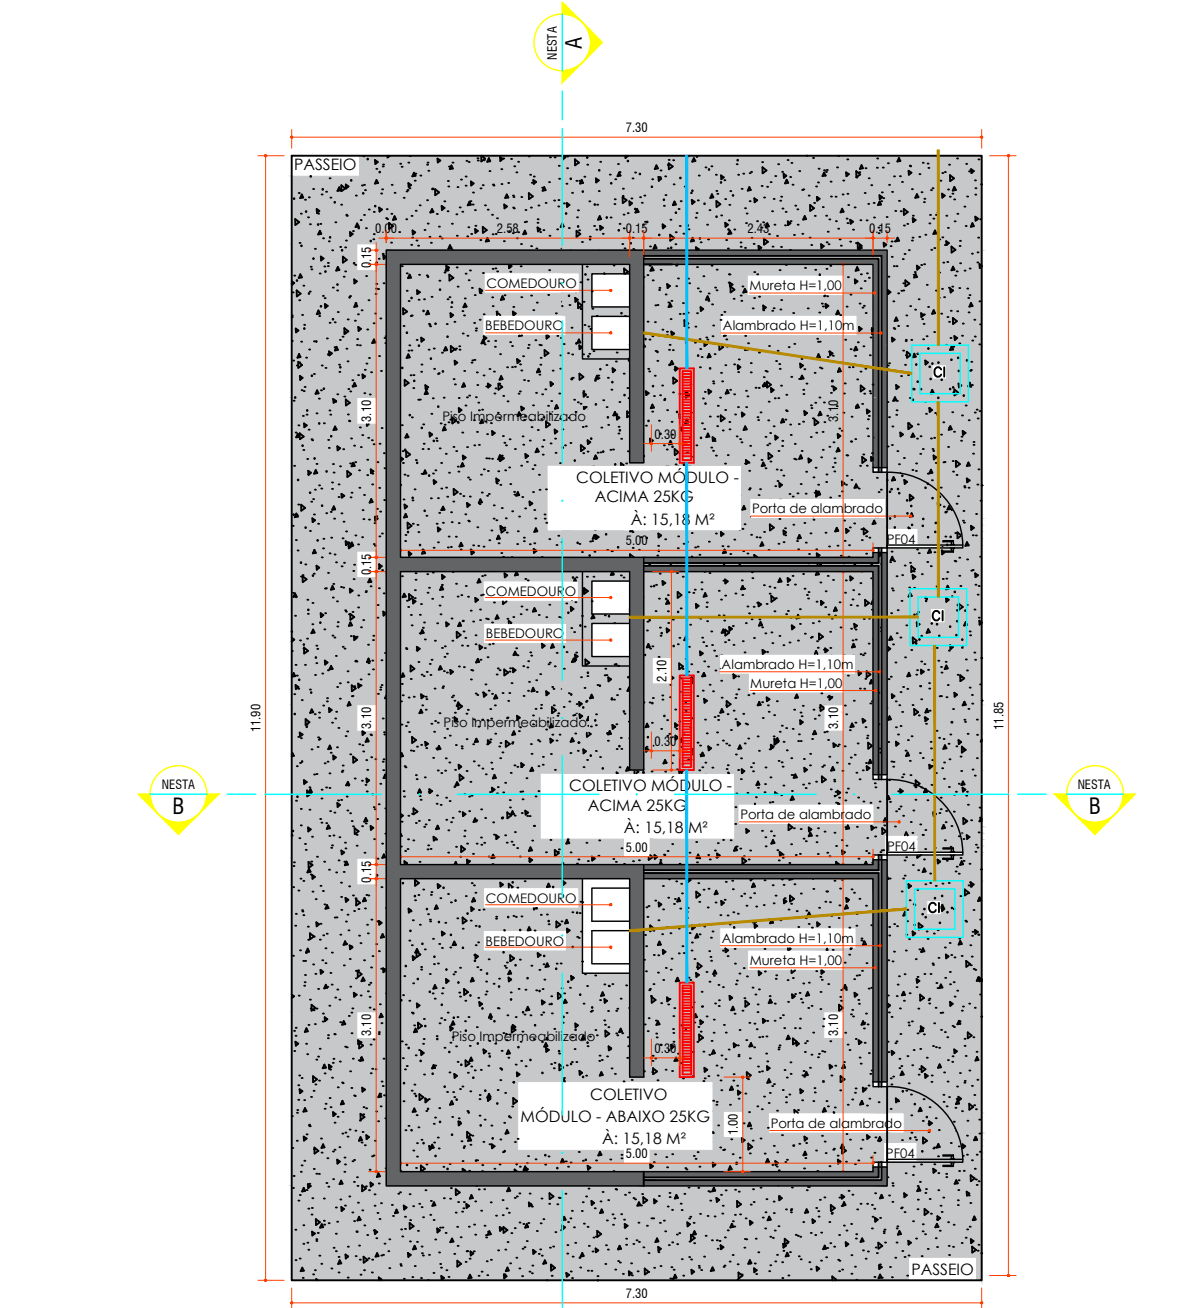 NESTA
A
7.30
PASSEIO
0.00
2.58
0.15
2.43
0.15
0.15
COMEDOURO
Mureta H=1,00
BEBEDOURO
Alambrado H=1,10m
CI
3.10
3.10
Piso Impermeabilizado
0.30
COLETIVO MÓDULO -
ACIMA 25KG
À: 15,18 M²
Porta de alambrado
5.00
PF04
0.15
COMEDOURO
CI
BEBEDOURO
2.10
Alambrado H=1,10m
Mureta H=1,00
11.90
3.10
Piso Impermeabilizado
3.10
11.85
0.30
NESTA
B
COLETIVO MÓDULO -
ACIMA 25KG
À: 15,18 M²
NESTA
B
Porta de alambrado
5.00
PF04
0.15
COMEDOURO
CI
BEBEDOURO
Alambrado H=1,10m
Mureta H=1,00
3.10
Piso Impermeabilizado
3.10
0.30
COLETIVO
MÓDULO - ABAIXO 25KG
À: 15,18 M²
1.00
Porta de alambrado
5.00
PF04
PASSEIO
7.30